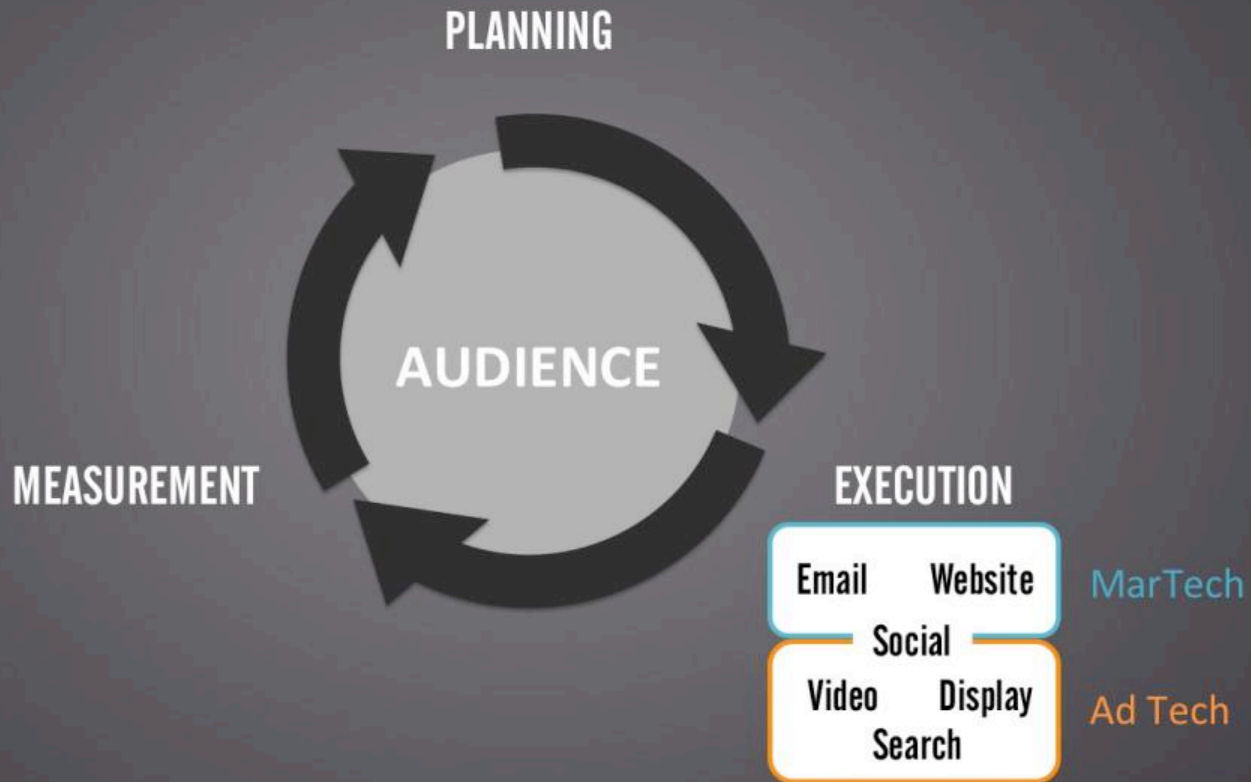 PLANNING
AUDIENCE
MEASUREMENT
EXECUTION
Email Website
MarTech
Social
Video Display
Ad Tech
Search